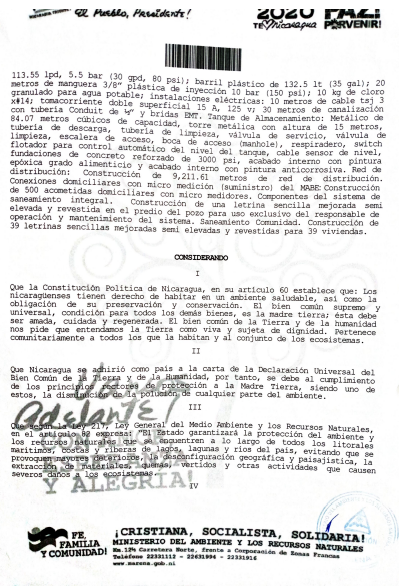 El Pueblo, Presidente!
2020
PAZ!
Nicaragua PORVENIR!
113.55 lpd, 5.5 bar (30 gpd, 80 psi); barril plástico de 132.5 lt (35 gal); 20
metros de manguera 3/8" plástica de inyección 10 bar (150 psi); 10 kg de cloro
granulado para agua potable; instalaciones eléctricas: 10 metros de cable tsj 3
x#14; tomacorriente doble superficial 15 A, 125 v; 30 metros de canalización
con tubería Conduit de ½" y bridas EMT. Tanque de Almacenamiento: Metálico de
84.07 metros cúbicos de capacidad, torre metálica con altura de 15 metros,
tubería de descarga, tubería de limpieza, válvula de servicio, válvula de
limpieza, escalera de acceso, boca de acceso (manhole), respiradero, switch
flotador para control automático del nivel del tanque, cable sensor de nivel,
fundaciones de concreto reforzado de 3000 psi, acabado interno con pintura
epóxica grado alimenticio y acabado interno con pintura anticorrosiva. Red de
distribución: Construcción de 9,211.61 metros de red de distribución.
Conexiones domiciliares con micro medición (suministro) del MABE: Construcción
de 500 acometidas domiciliares con micro medidores. Componentes del sistema de
saneamiento integral. Construcción de una letrina sencilla mejorada semi
elevada y revestida en el predio del pozo para uso exclusivo del responsable de
operación y mantenimiento del sistema. Saneamiento Comunidad. Construcción de
39 letrinas sencillas mejoradas semi elevadas y revestidas para 39 viviendas.
CONSIDERANDO
I
Que la Constitución Política de Nicaragua, en su artículo 60 establece que: Los
nicaragüenses tienen derecho de habitar en un ambiente saludable, así como la
obligación de su preservación y conservación. El bien común supremo y
universal, condición para todos los demás bienes, es la madre tierra; ésta debe
ser amada, cuidada y regenerada. El bien común de la Tierra y de la humanidad
nos pide que entendamos la Tierra como viva y sujeta de dignidad. Pertenece
comunitariamente a todos los que la habitan y al conjunto de los ecosistemas.
II
Que Nicaragua se adhirió como país a la carta de la Declaración Universal del
Bien Común de la Tierra y de la Humanidad, por tanto, se debe al cumplimiento
de los principios rectores de protección a la Madre Tierra, siendo uno de
estos, la disminución de la polución de cualquier parte del ambiente.
III
Que según la Ley 217, Ley General del Medio Ambiente y los Recursos Naturales,
en el artículo 82 expresa: "El Estado garantizará la protección del ambiente y
los recursos naturales que se encuentren a lo largo de todos los litorales
marítimos, costas y riberas de lagos, lagunas y ríos del país, evitando que se
provoquen mayores deterioros, la desconfiguración geográfica y paisajística, la
extracción de materiales, quemas, vertidos y otras actividades que causen
severos daños a los ecosistemas.
IV
Adelante!
Y ALEGRIA
FE,
FAMILIA
Y COMUNIDAD!
¡CRISTIANA, SOCIALISTA, SOLIDARIA!
MINISTERIO DEL AMBIENTE Y LOS RECURSOS NATURALES
Km.12½ Carretera Norte, frente a Corporación de Zonas Francas
Teléfono 22331112 - 22631994 - 22331916
www.marena.gob.ni